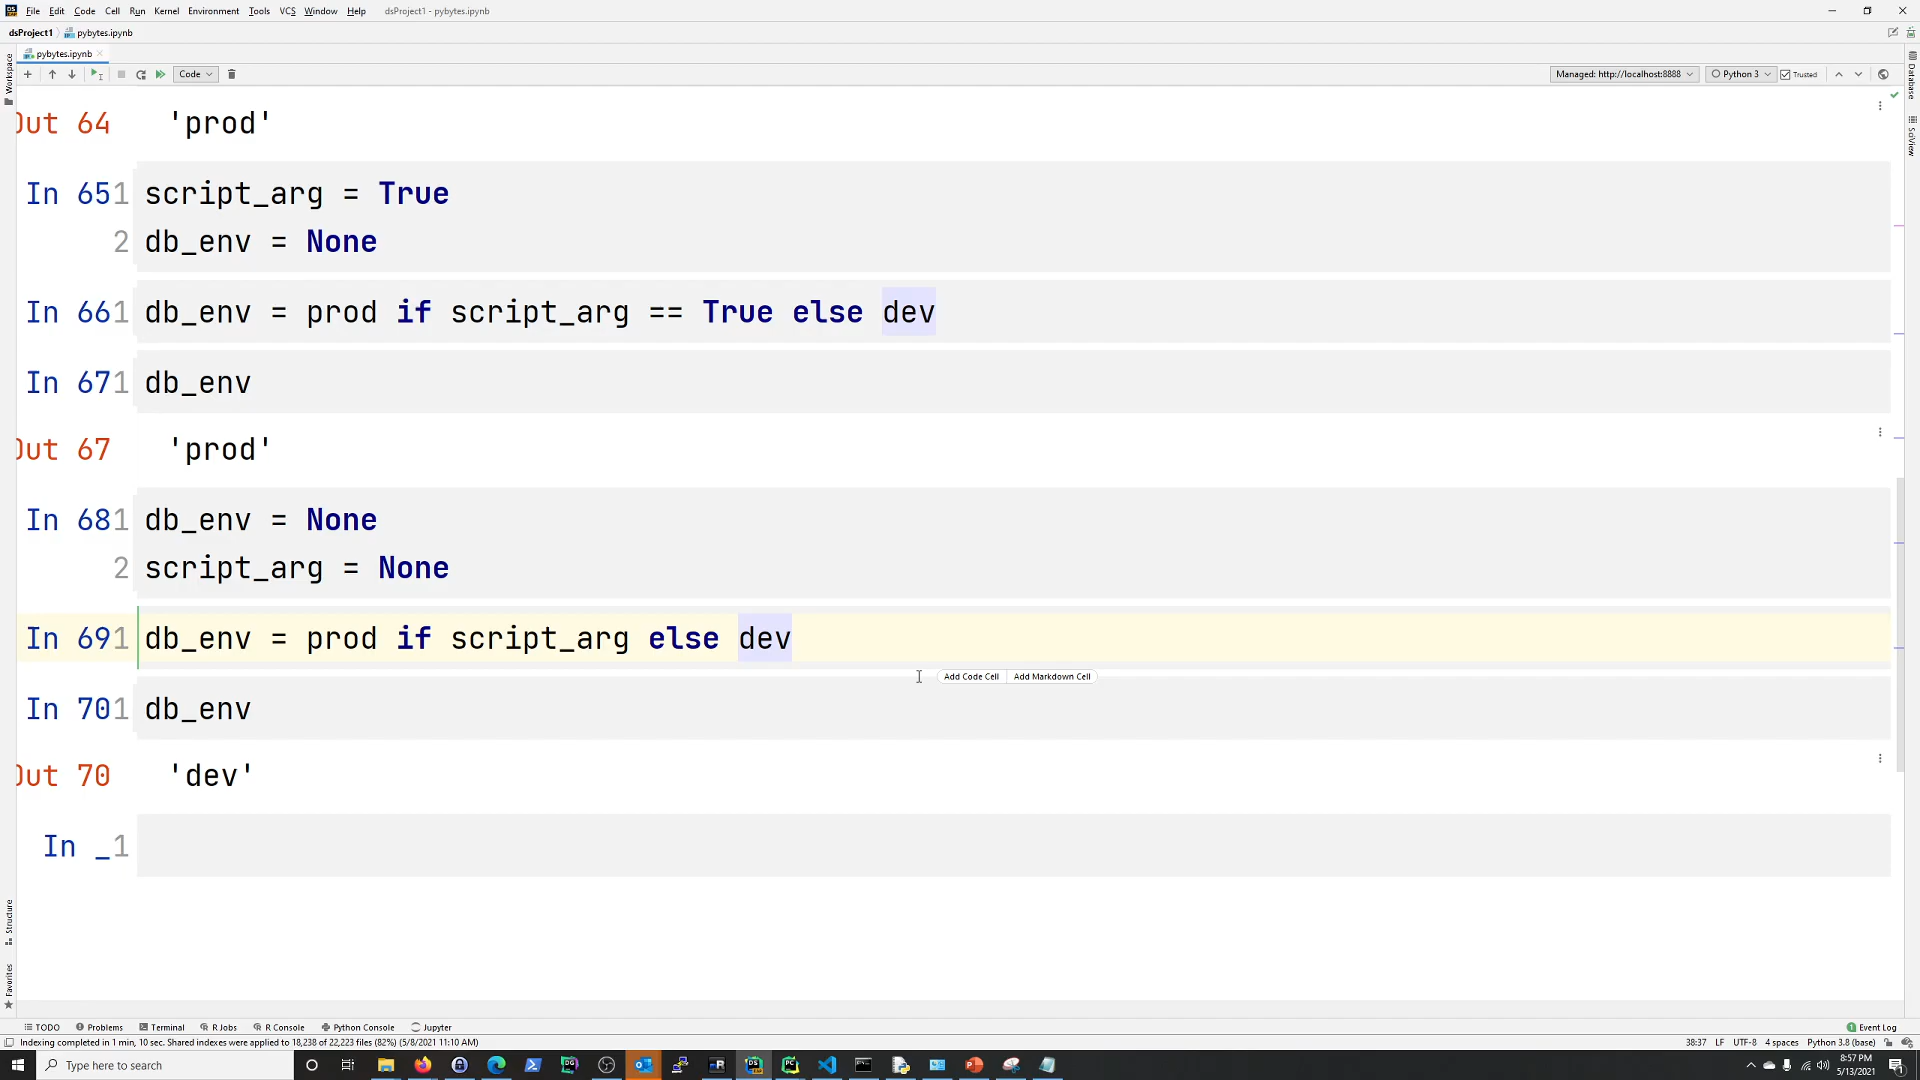 File Edit Code Cell Run Kernel Environment Tools VCS Window Help dsProject1 - pybytes.ipynb
dsProject1 pybytes.ipynb
pybytes.ipynb
Code
Managed: http://localhost:8888 Python 3 Trusted
Workspace
Database
SciView
Out 64 'prod'
In 65 1 script_arg = True
2 db_env = None
In 66 1 db_env = prod if script_arg == True else dev
In 67 1 db_env
Out 67 'prod'
In 68 1 db_env = None
2 script_arg = None
In 69 1 db_env = prod if script_arg else dev
Add Code Cell Add Markdown Cell
In 70 1 db_env
Out 70 'dev'
In _ 1
Structure
Favorites
TODO Problems Terminal R Jobs R Console Python Console Jupyter Event Log
Indexing completed in 1 min, 10 sec. Shared indexes were applied to 18,238 of 22,223 files (82%) (5/8/2021 11:10 AM) 38:37 LF UTF-8 4 spaces Python 3.8 (base)
Type here to search
8:57 PM
5/13/2021